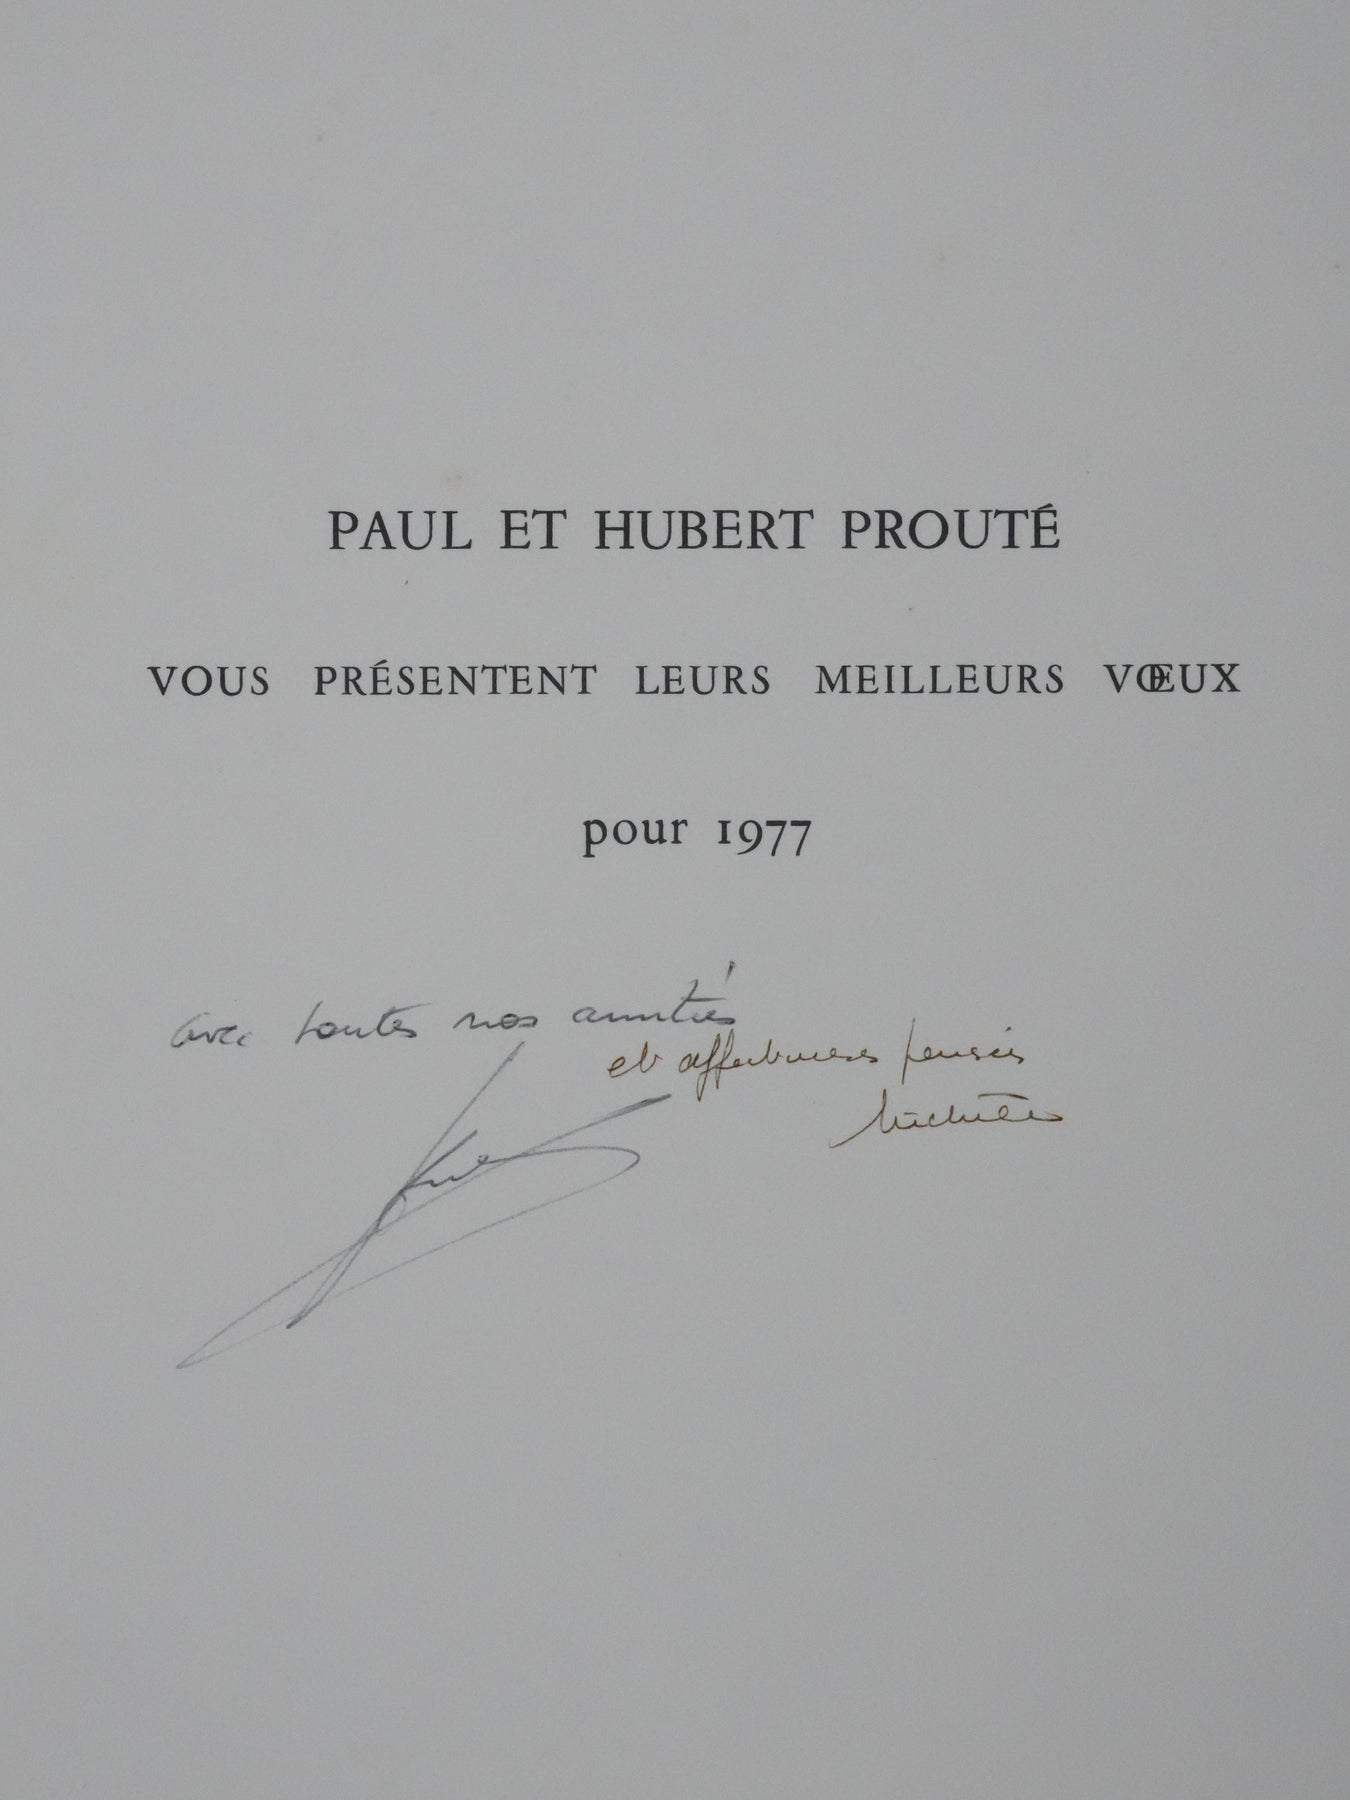 PAUL ET HUBERT PROUTÉ
VOUS PRÉSENTENT LEURS MEILLEURS VŒUX
pour 1977
avec toutes nos amitiés
et affectueuses pensées